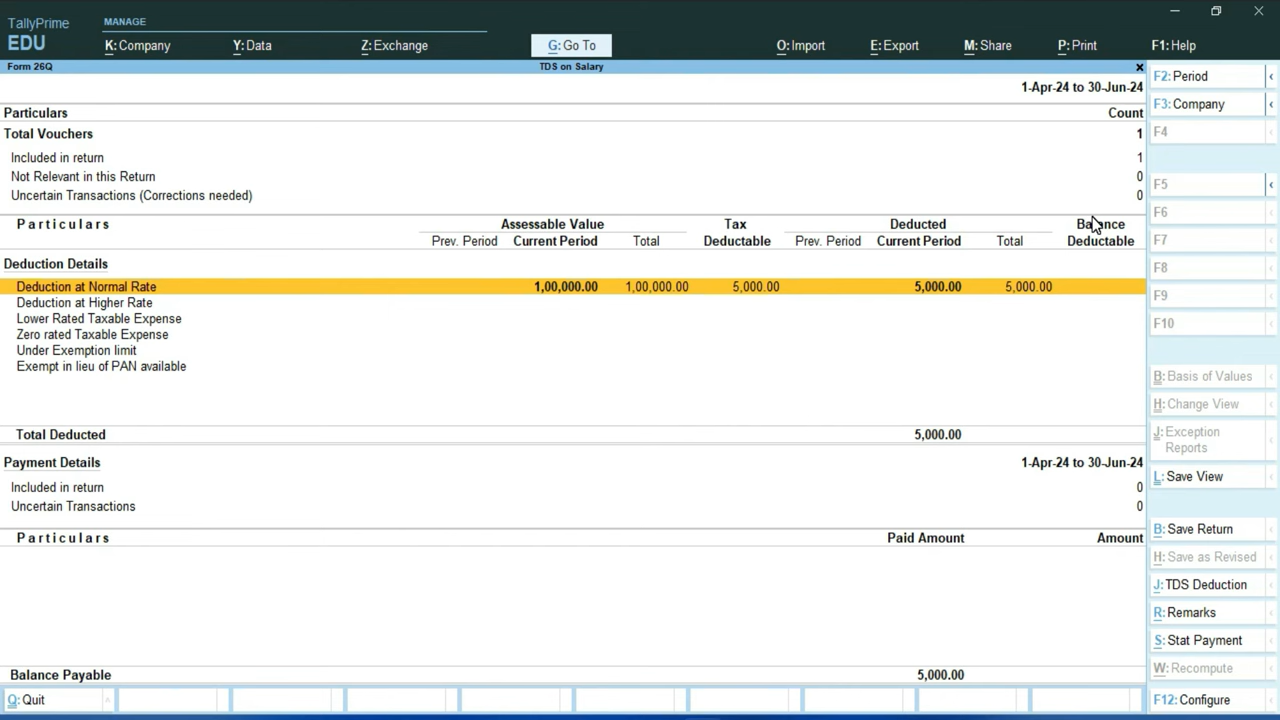 TallyPrime
EDU
MANAGE
K: Company
Y: Data
Z: Exchange
G: Go To
O: Import
E: Export
M: Share
P: Print
F1: Help
Form 26Q
TDS on Salary
1-Apr-24 to 30-Jun-24
Particulars Count
Total Vouchers 1
Included in return 1
Not Relevant in this Return 0
Uncertain Transactions (Corrections needed) 0
Particulars Assessable Value Tax Deducted Balance
Prev. Period Current Period Total Deductable Prev. Period Current Period Total Deductable
Deduction Details
Deduction at Normal Rate 1,00,000.00 1,00,000.00 5,000.00 5,000.00 5,000.00
Deduction at Higher Rate
Lower Rated Taxable Expense
Zero rated Taxable Expense
Under Exemption limit
Exempt in lieu of PAN available
Total Deducted 5,000.00
Payment Details 1-Apr-24 to 30-Jun-24
Included in return 0
Uncertain Transactions 0
Particulars Paid Amount Amount
Balance Payable 5,000.00
Q: Quit
F2: Period
F3: Company
F4
F5
F6
F7
F8
F9
F10
B: Basis of Values
H: Change View
J: Exception
Reports
L: Save View
B: Save Return
H: Save as Revised
J: TDS Deduction
R: Remarks
S: Stat Payment
W: Recompute
F12: Configure